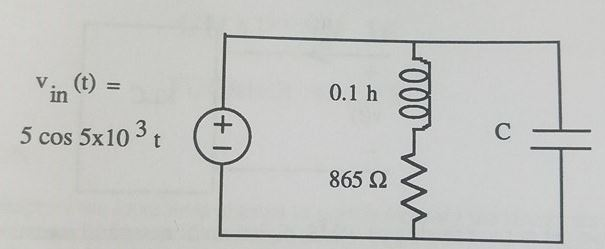 v in (t) =
5 cos 5x10 3 t
+
−
0.1 h
865 Ω
C